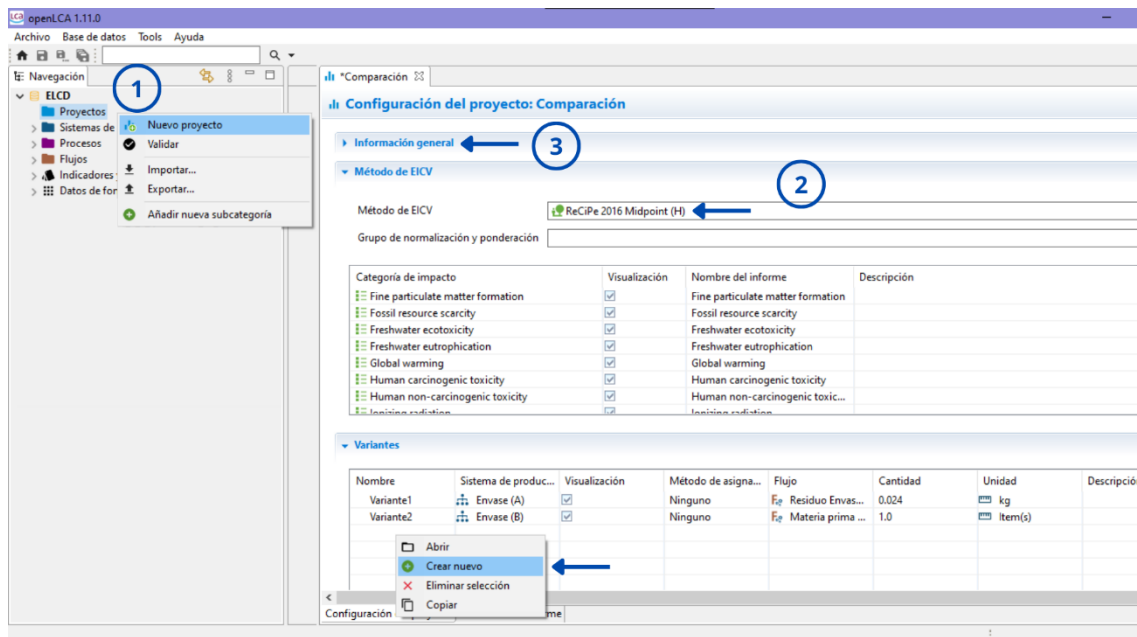 openLCA 1.11.0
Archivo Base de datos Tools Ayuda
Navegación
ELCD
Proyectos
Sistemas de
Procesos
Flujos
Indicadores
Datos de for
1
Nuevo proyecto
Validar
Importar...
Exportar...
Añadir nueva subcategoría
*Comparación
Configuración del proyecto: Comparación
Información general
3
Método de EICV
2
Método de EICV ReCiPe 2016 Midpoint (H)
Grupo de normalización y ponderación
Categoría de impacto Visualización Nombre del informe Descripción
Fine particulate matter formation Fine particulate matter formation
Fossil resource scarcity Fossil resource scarcity
Freshwater ecotoxicity Freshwater ecotoxicity
Freshwater eutrophication Freshwater eutrophication
Global warming Global warming
Human carcinogenic toxicity Human carcinogenic toxicity
Human non-carcinogenic toxicity Human non-carcinogenic toxic...
Ionizing radiation Ionizing radiation
Variantes
Nombre Sistema de produc... Visualización Método de asigna... Flujo Cantidad Unidad Descripción
Variante1 Envase (A) Ninguno Residuo Envas... 0.024 kg
Variante2 Envase (B) Ninguno Materia prima ... 1.0 Item(s)
Abrir
Crear nuevo
Eliminar selección
Copiar
Configuración me